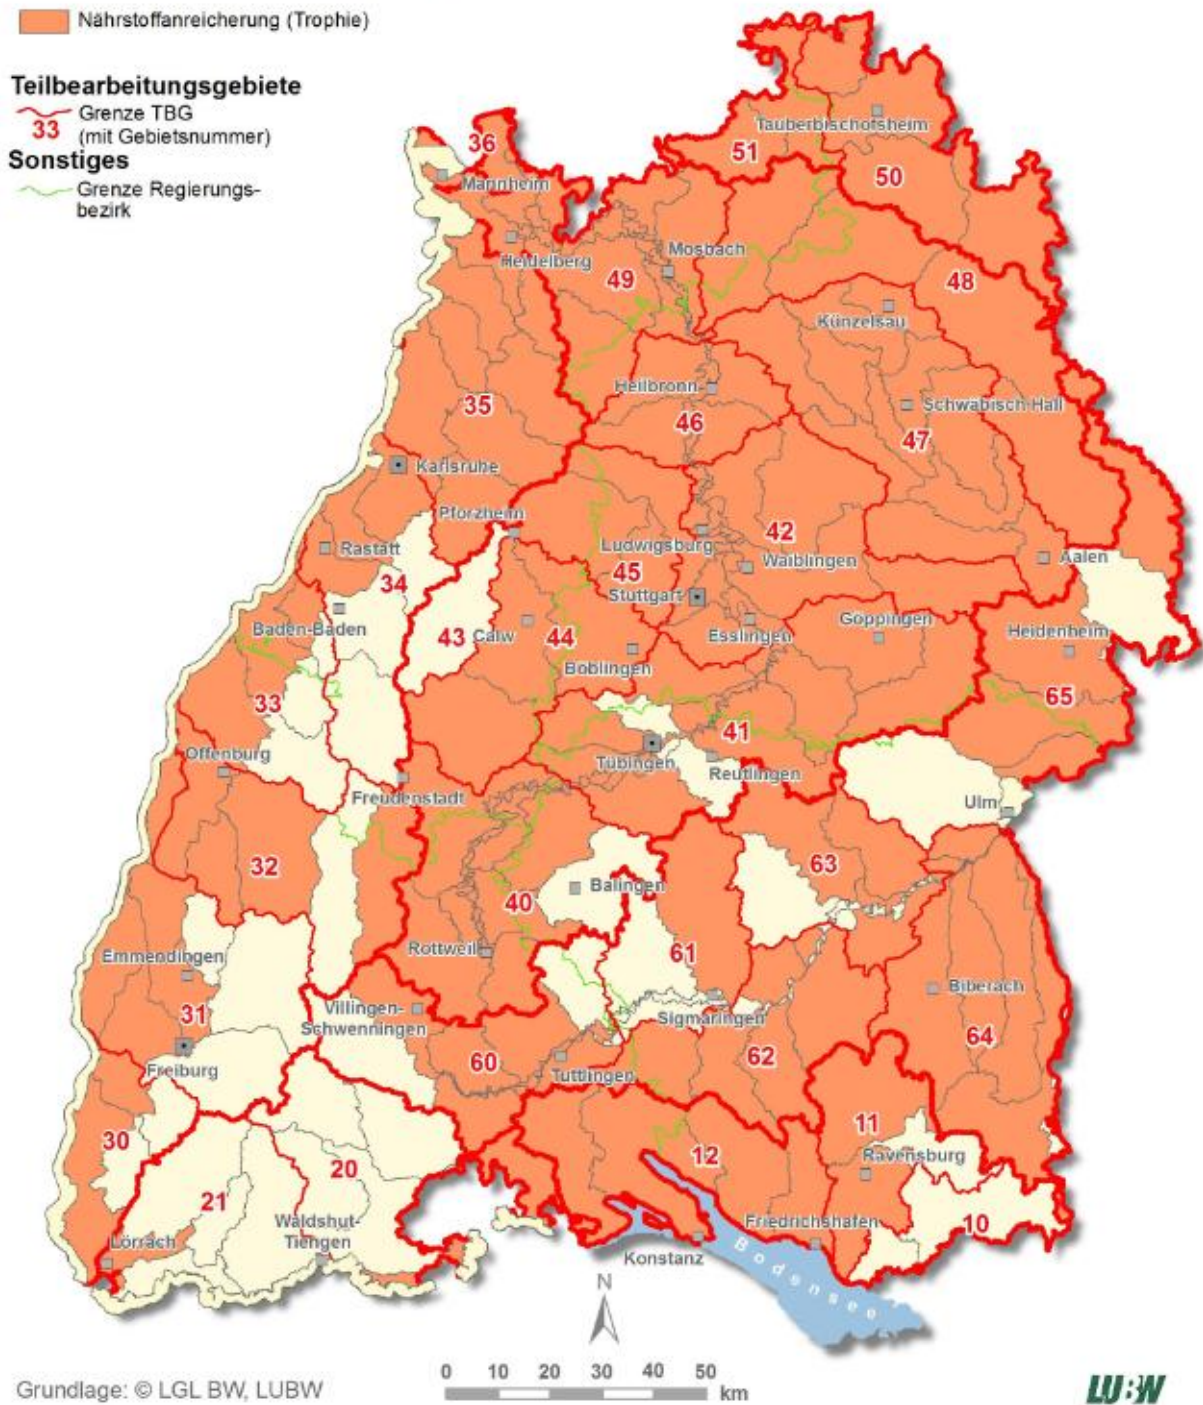 Nährstoffanreicherung (Trophie)
Teilbearbeitungsgebiete
Grenze TBG
33 (mit Gebietsnummer)
Sonstiges
Grenze Regierungs-
bezirk
36
Mannheim
51
Tauberbischofsheim
50
Heidelberg
Mosbach
49
48
Künzelsau
Heilbronn
35
46
Schwäbisch Hall
47
Karlsruhe
Pforzheim
Rastatt
Ludwigsburg
42
Waiblingen
Aalen
34
45
Stuttgart
Baden-Baden
43
Calw
44
Esslingen
Göppingen
Heidenheim
Böblingen
33
65
41
Offenburg
Tübingen
Reutlingen
Freudenstadt
Ulm
32
63
Balingen
40
Rottweil
61
Emmendingen
31
Villingen-
Schwenningen
Sigmaringen
Biberach
64
60
62
Freiburg
Tuttlingen
30
11
12
Ravensburg
20
21
Waldshut-
Tiengen
10
Lörrach
Friedrichshafen
Konstanz
Bodensee
N
0 10 20 30 40 50
km
Grundlage: © LGL BW, LUBW
LUBW